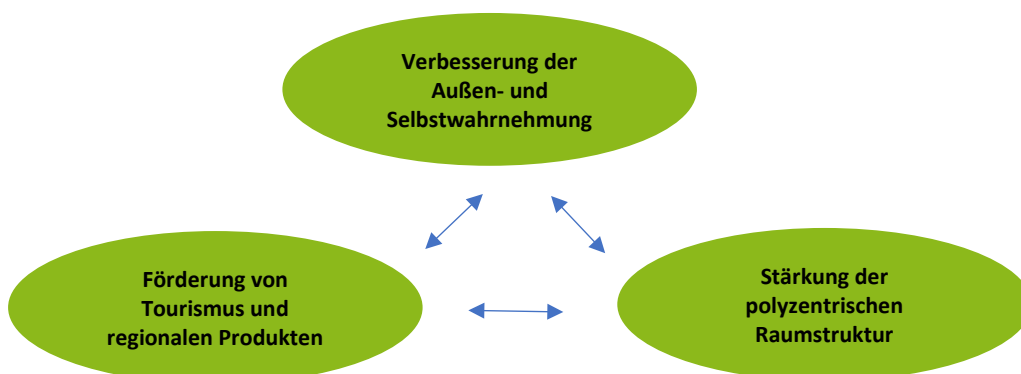 Verbesserung der
Außen- und
Selbstwahrnehmung
Förderung von
Tourismus und
regionalen Produkten
Stärkung der
polyzentrischen
Raumstruktur